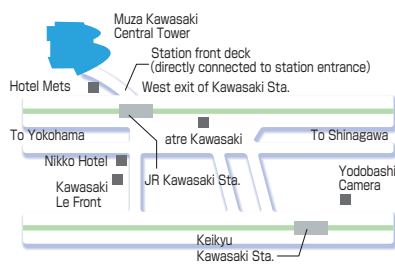 Muza Kawasaki
Central Tower
Station front deck
(directly connected to station entrance)
Hotel Mets
West exit of Kawasaki Sta.
To Yokohama
atre Kawasaki
To Shinagawa
Nikko Hotel
JR Kawasaki Sta.
Kawasaki
Le Front
Yodobashi
Camera
Keikyu
Kawasaki Sta.